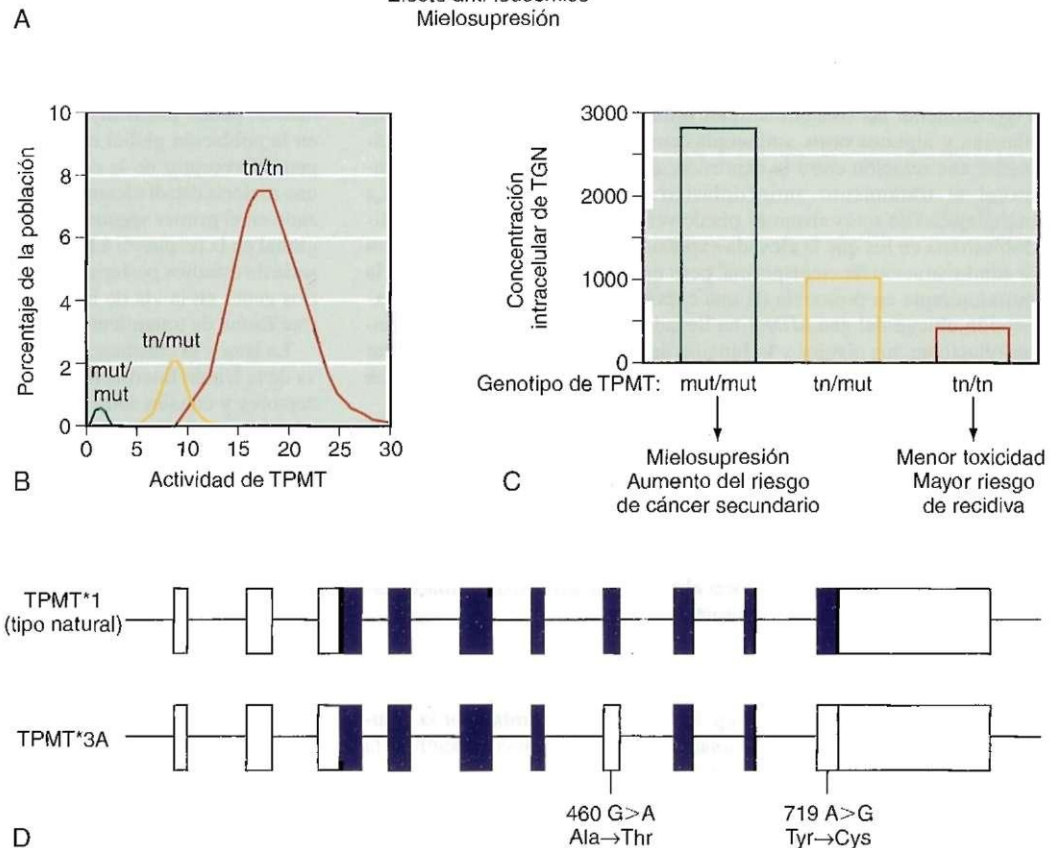 A
Mielosupresión
10
8
6
4
2
0
Porcentaje de la población
mut/
mut
tn/mut
tn/tn
0 5 10 15 20 25 30
Actividad de TPMT
B
3000
2000
1000
0
Concentración
intracelular de TGN
Genotipo de TPMT: mut/mut tn/mut tn/tn
Mielosupresión
Aumento del riesgo
de cáncer secundario
Menor toxicidad
Mayor riesgo
de recidiva
C
TPMT*1
(tipo natural)
TPMT*3A
460 G>A
Ala→Thr
719 A>G
Tyr→Cys
D